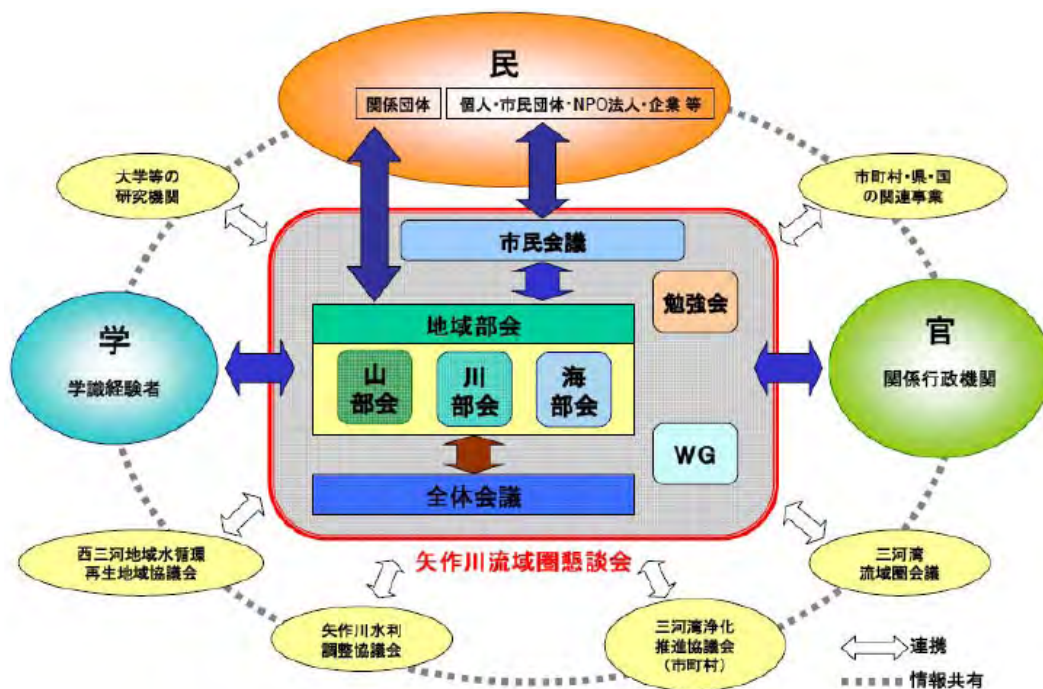 民
関係団体
個人・市民団体・NPO法人・企業 等
大学等の
研究機関
市町村・県・国
の関連事業
市民会議
勉強会
地域部会
学
学識経験者
山
部会
川
部会
海
部会
官
関係行政機関
WG
全体会議
矢作川流域圏懇談会
西三河地域水循環
再生地域協議会
三河湾
流域圏会議
矢作川水利
調整協議会
三河湾浄化
推進協議会
(市町村)
連携
情報共有